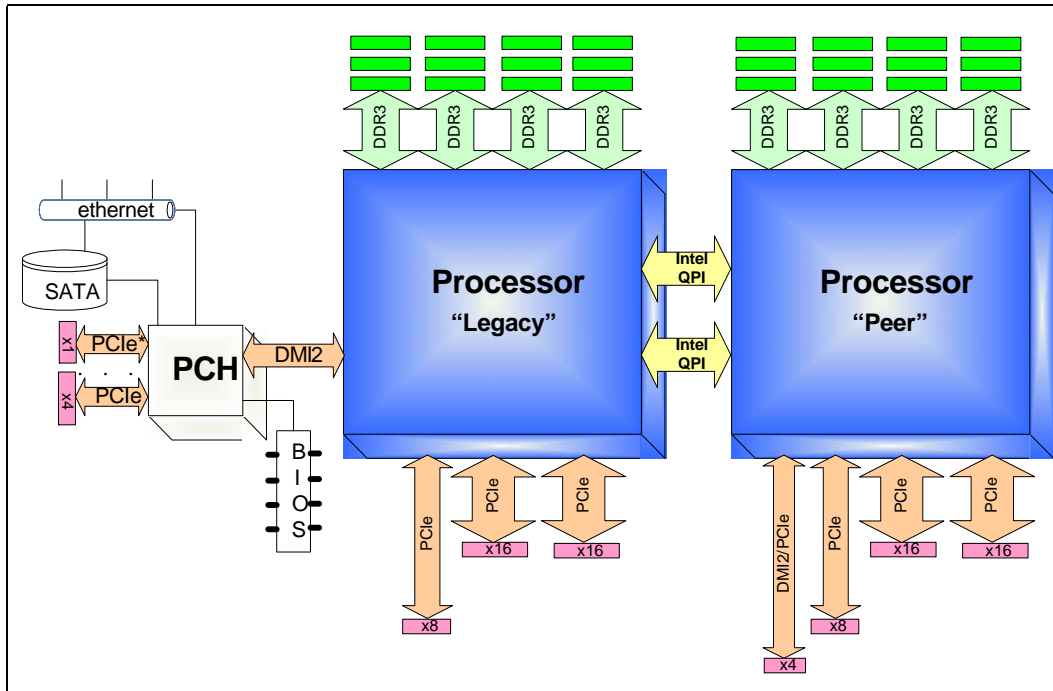 DDR3
DDR3
DDR3
DDR3
DDR3
DDR3
DDR3
DDR3
ethernet
SATA
x1
PCIe*
. . .
x4
PCIe
PCH
DMI2
BIOS
Processor
“Legacy”
Intel
QPI
Intel
QPI
Processor
“Peer”
PCIe
PCIe
PCIe
x16
x16
x8
DMI2/PCIe
PCIe
PCIe
PCIe
x16
x16
x8
x4